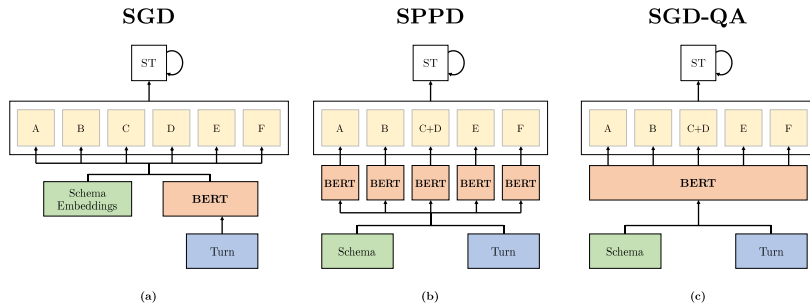 SGD
SPPD
SGD-QA
ST
ST
ST
A B C D E F
A B C+D E F
A B C+D E F
Schema
Embeddings
BERT
BERT BERT BERT BERT BERT
BERT
Turn
Schema
Turn
Schema
Turn
(a)
(b)
(c)